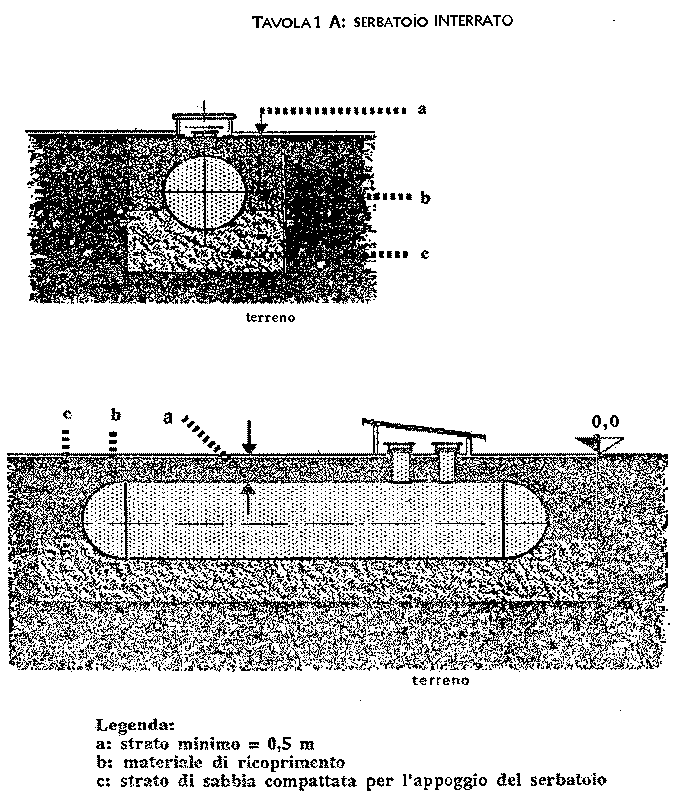 TAVOLA 1 A: SERBATOIO INTERRATO
a
b
c
terreno
c b a
0,0
terreno
Legenda:
a: strato minimo = 0,5 m
b: materiale di ricoprimento
c: strato di sabbia compattata per l'appoggio del serbatoio